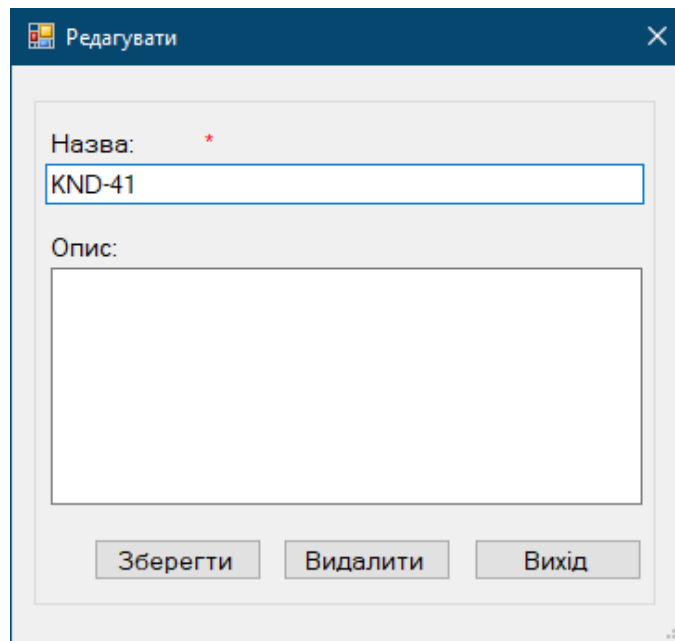 Редагувати
Назва: *
KND-41
Опис:
Зберегти Видалити Вихід